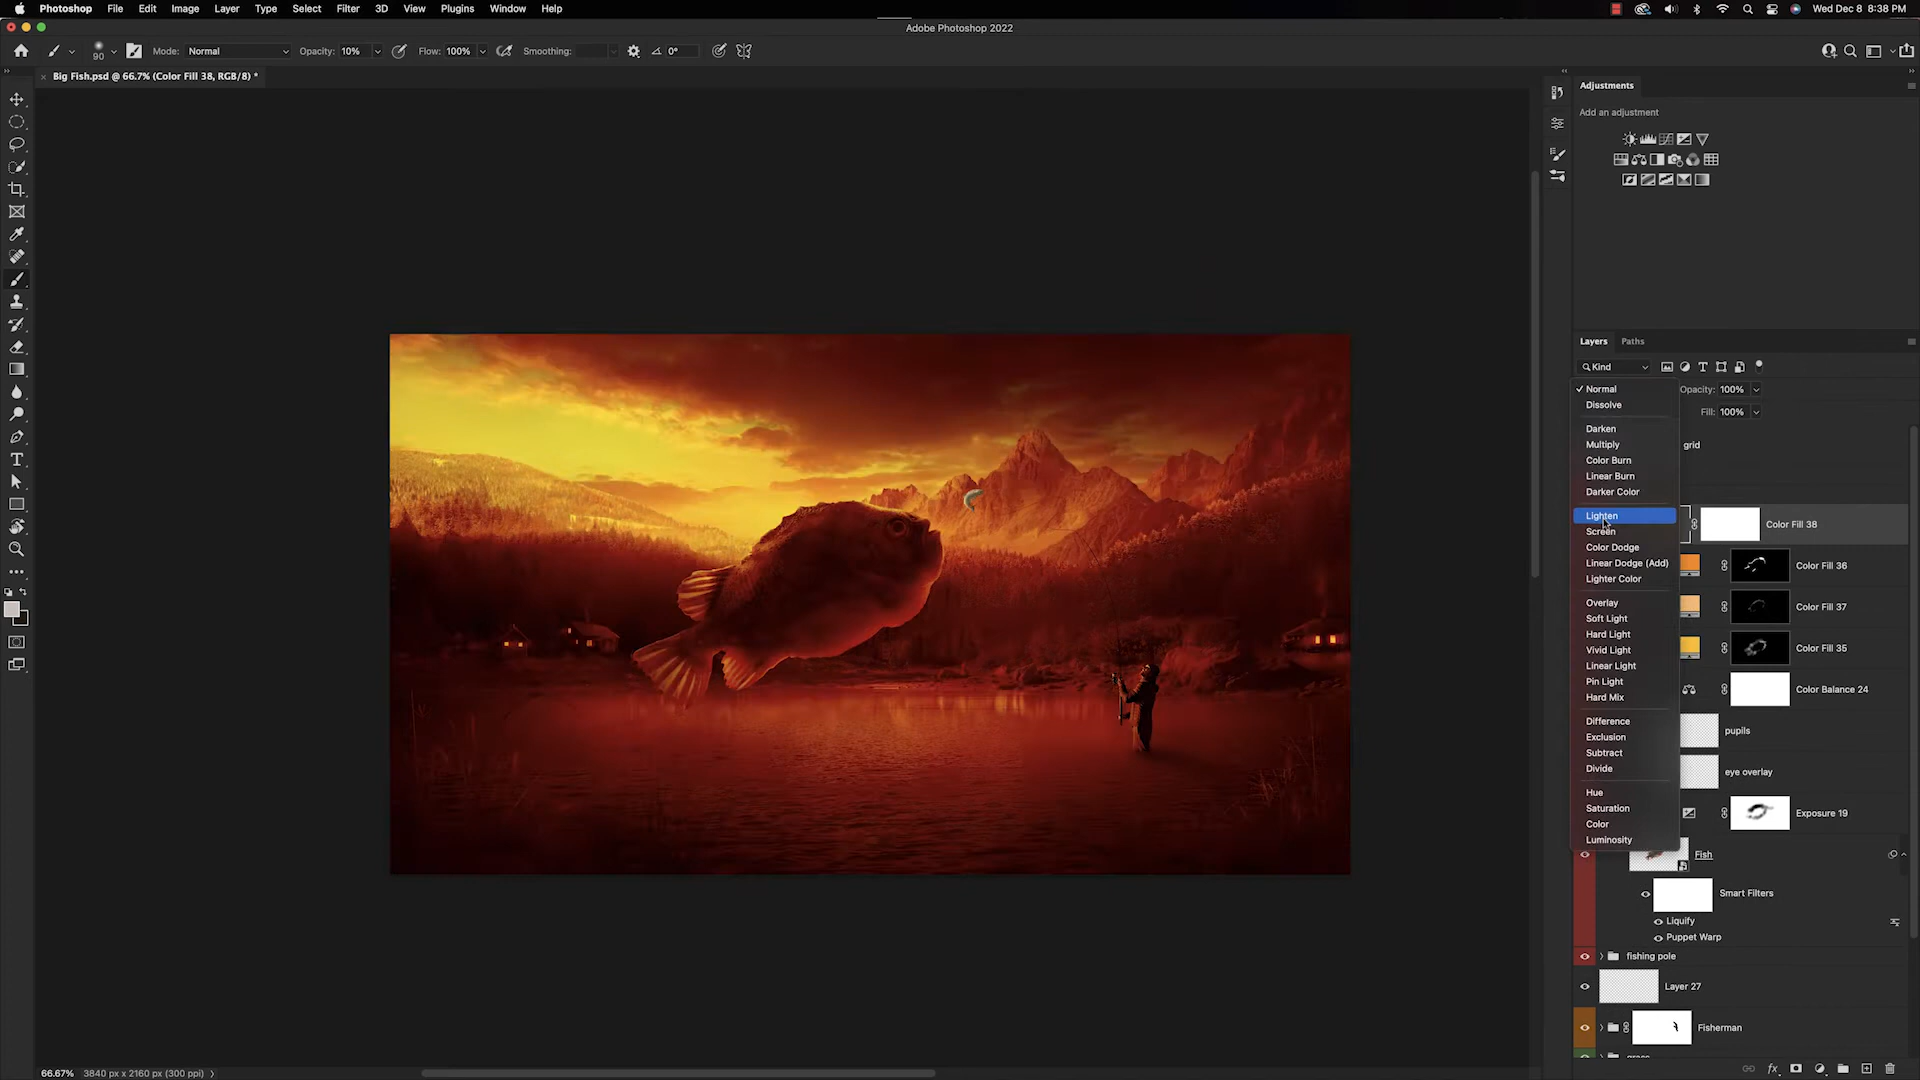 Photoshop File Edit Image Layer Type Select Filter 3D View Plugins Window Help Wed Dec 8 8:38 PM
Adobe Photoshop 2022
90 Mode: Normal Opacity: 10% Flow: 100% Smoothing: 0°
Big Fish.psd @ 66.7% (Color Fill 38, RGB/8) *
Adjustments
Add an adjustment
Layers Paths
Kind
Normal Opacity: 100%
Dissolve Fill: 100%
Darken
Multiply grid
Color Burn
Linear Burn
Darker Color
Lighten Color Fill 38
Screen
Color Dodge
Linear Dodge (Add) Color Fill 36
Lighter Color
Overlay Color Fill 37
Soft Light
Hard Light
Vivid Light Color Fill 35
Linear Light
Pin Light Color Balance 24
Hard Mix
Difference pupils
Exclusion
Subtract
Divide eye overlay
Hue
Saturation Exposure 19
Color
Luminosity
Fish
Smart Filters
Liquify
Puppet Warp
fishing pole
Layer 27
Fisherman
grass
66.67% 3840 px x 2160 px (300 ppi)